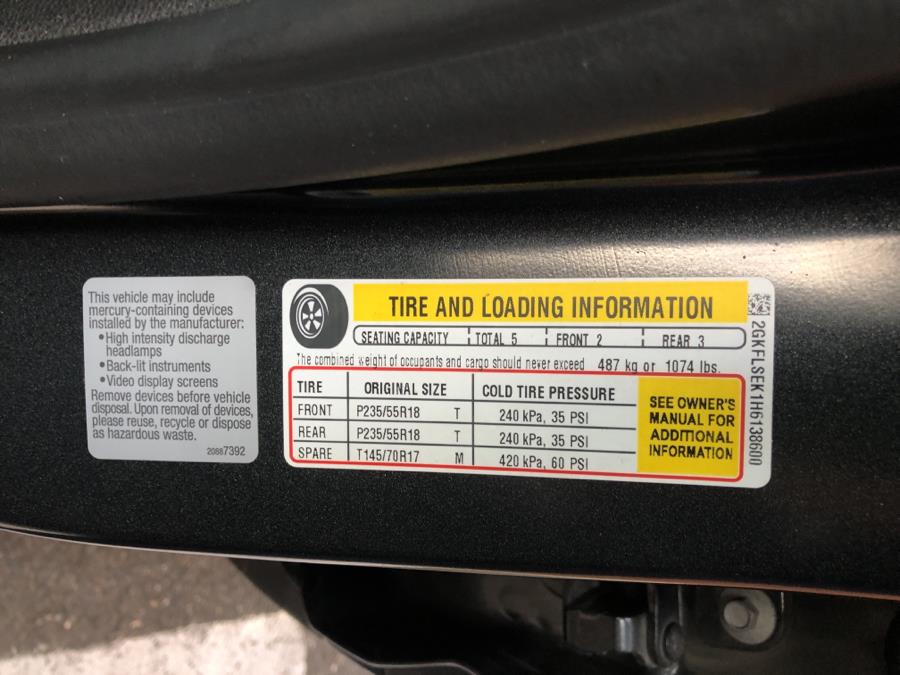 This vehicle may include
mercury-containing devices
installed by the manufacturer:
•High intensity discharge
headlamps
•Back-lit instruments
•Video display screens
Remove devices before vehicle
disposal. Upon removal of devices,
please reuse, recycle or dispose
as hazardous waste.
20887392
TIRE AND LOADING INFORMATION
SEATING CAPACITY TOTAL 5 FRONT 2 REAR 3
The combined weight of occupants and cargo should never exceed 487 kg or 1074 lbs.
TIRE ORIGINAL SIZE COLD TIRE PRESSURE
FRONT P235/55R18 T 240 kPa, 35 PSI
REAR P235/55R18 T 240 kPa, 35 PSI
SPARE T145/70R17 M 420 kPa, 60 PSI
SEE OWNER'S
MANUAL FOR
ADDITIONAL
INFORMATION
2GKFLSEK1H6138600